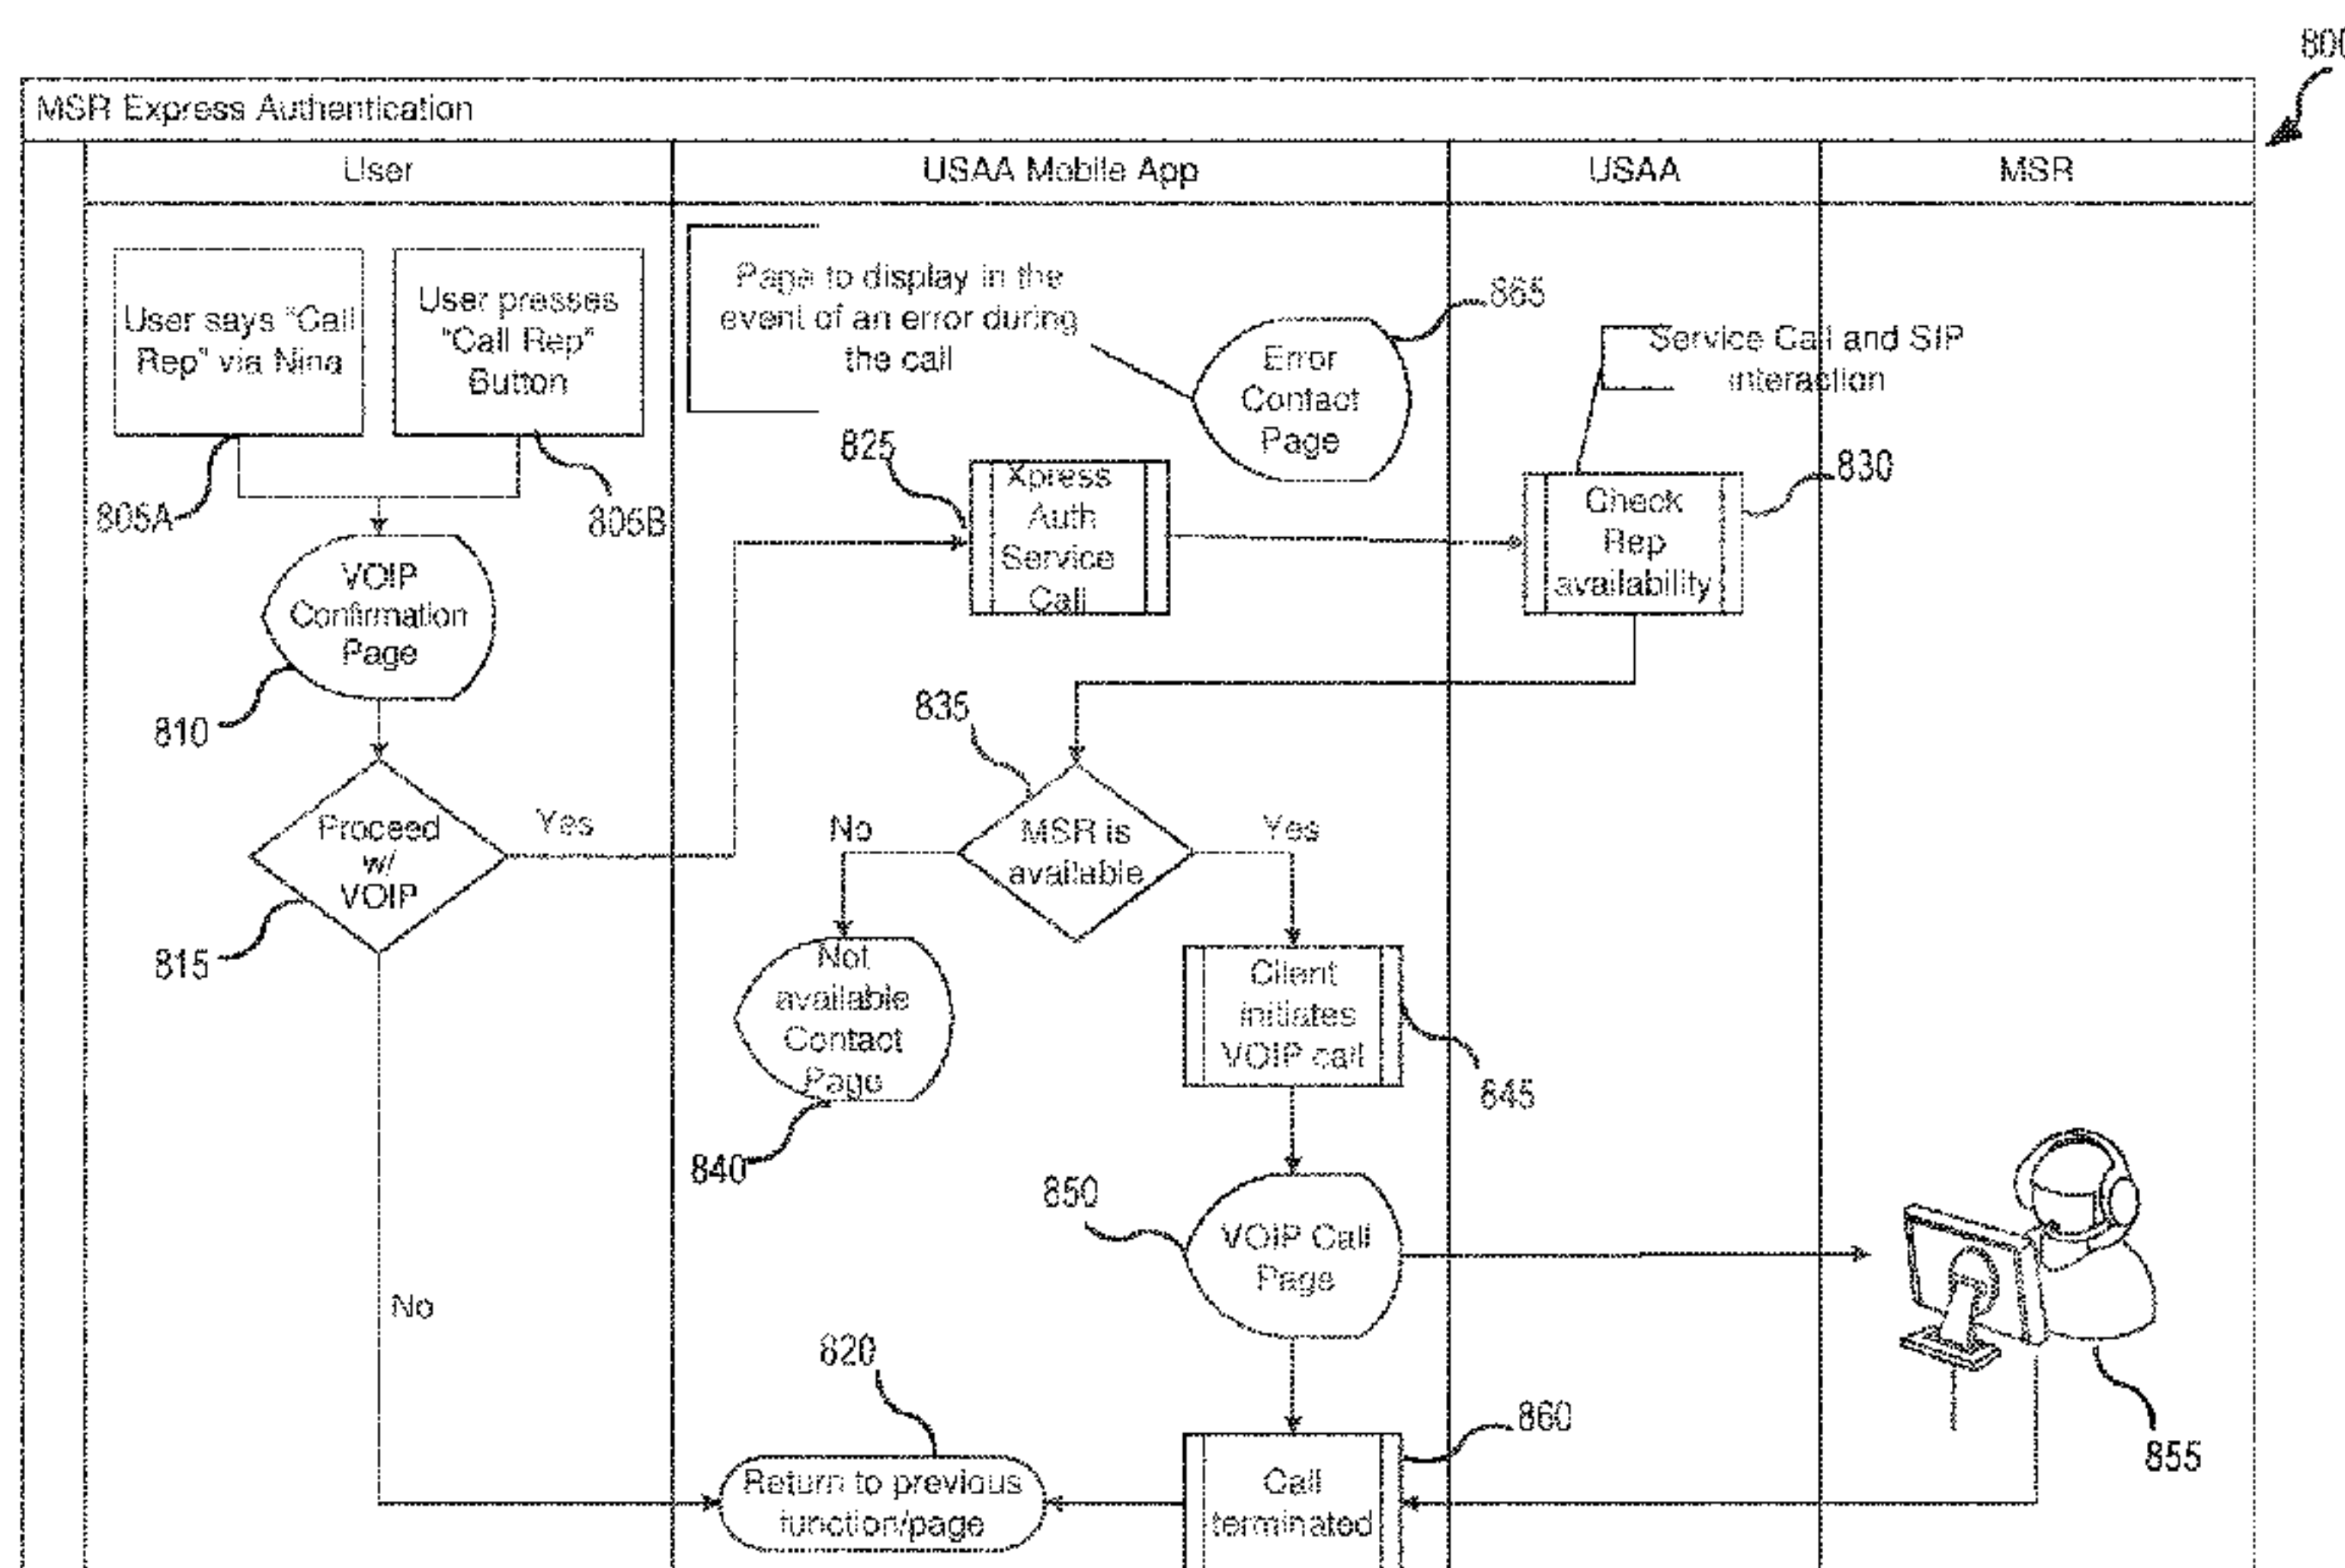 800
MSR Express Authentication
User
USAA Mobile App
USAA
MSR
User says "Call
Rep" via Nina
User presses
"Call Rep"
Button
805A
805B
Page to display in the
event of an error during
the call
865
Error
Contact
Page
Service Call and SIP
interaction
825
Xpress
Auth
Service
Call
830
Check
Rep
availability
VOIP
Confirmation
Page
810
835
Proceed
w/
VOIP
Yes
815
No
MSR is
available
Yes
No
Not
available
Contact
Page
840
Client
initiates
VOIP call
845
850
VOIP Call
Page
855
820
Return to previous
function/page
860
Call
terminated